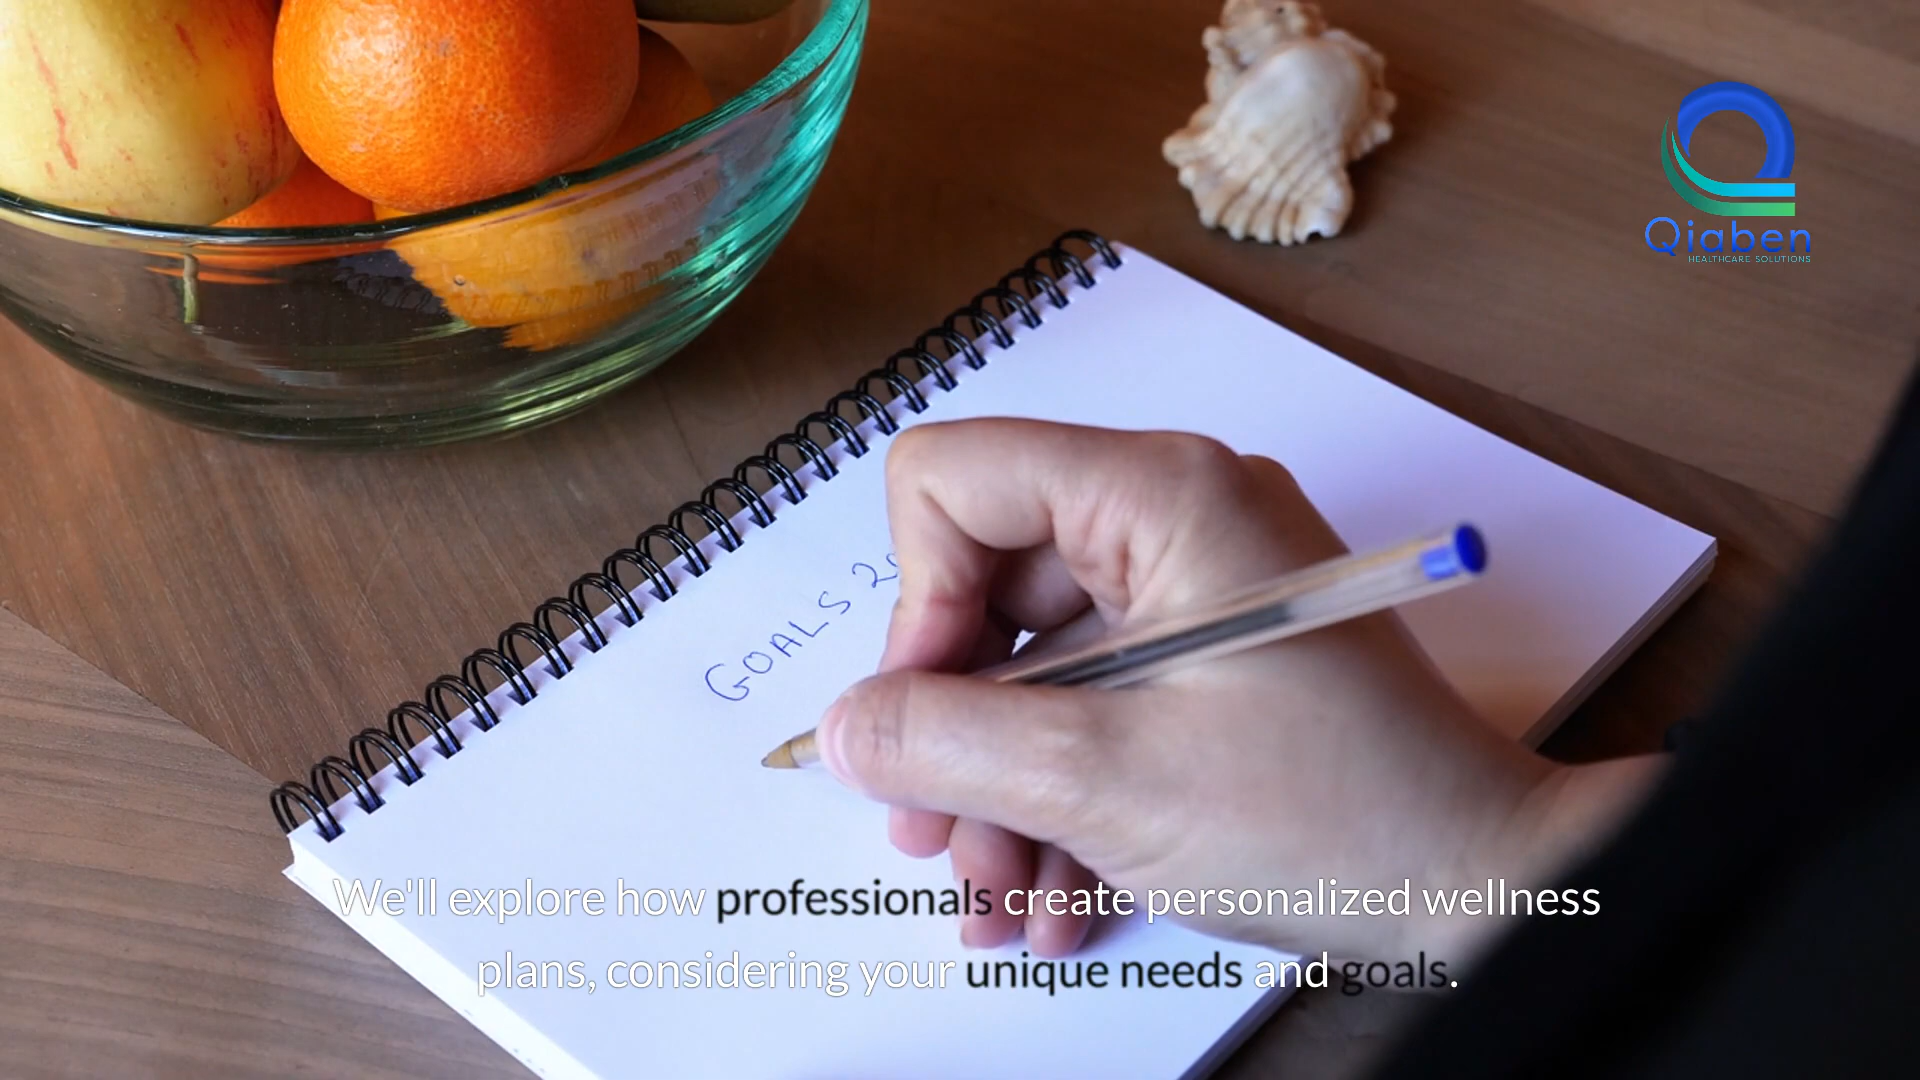 Qiaben
HEALTHCARE SOLUTIONS
GOALS 20
We'll explore how professionals create personalized wellness
plans, considering your unique needs and goals.